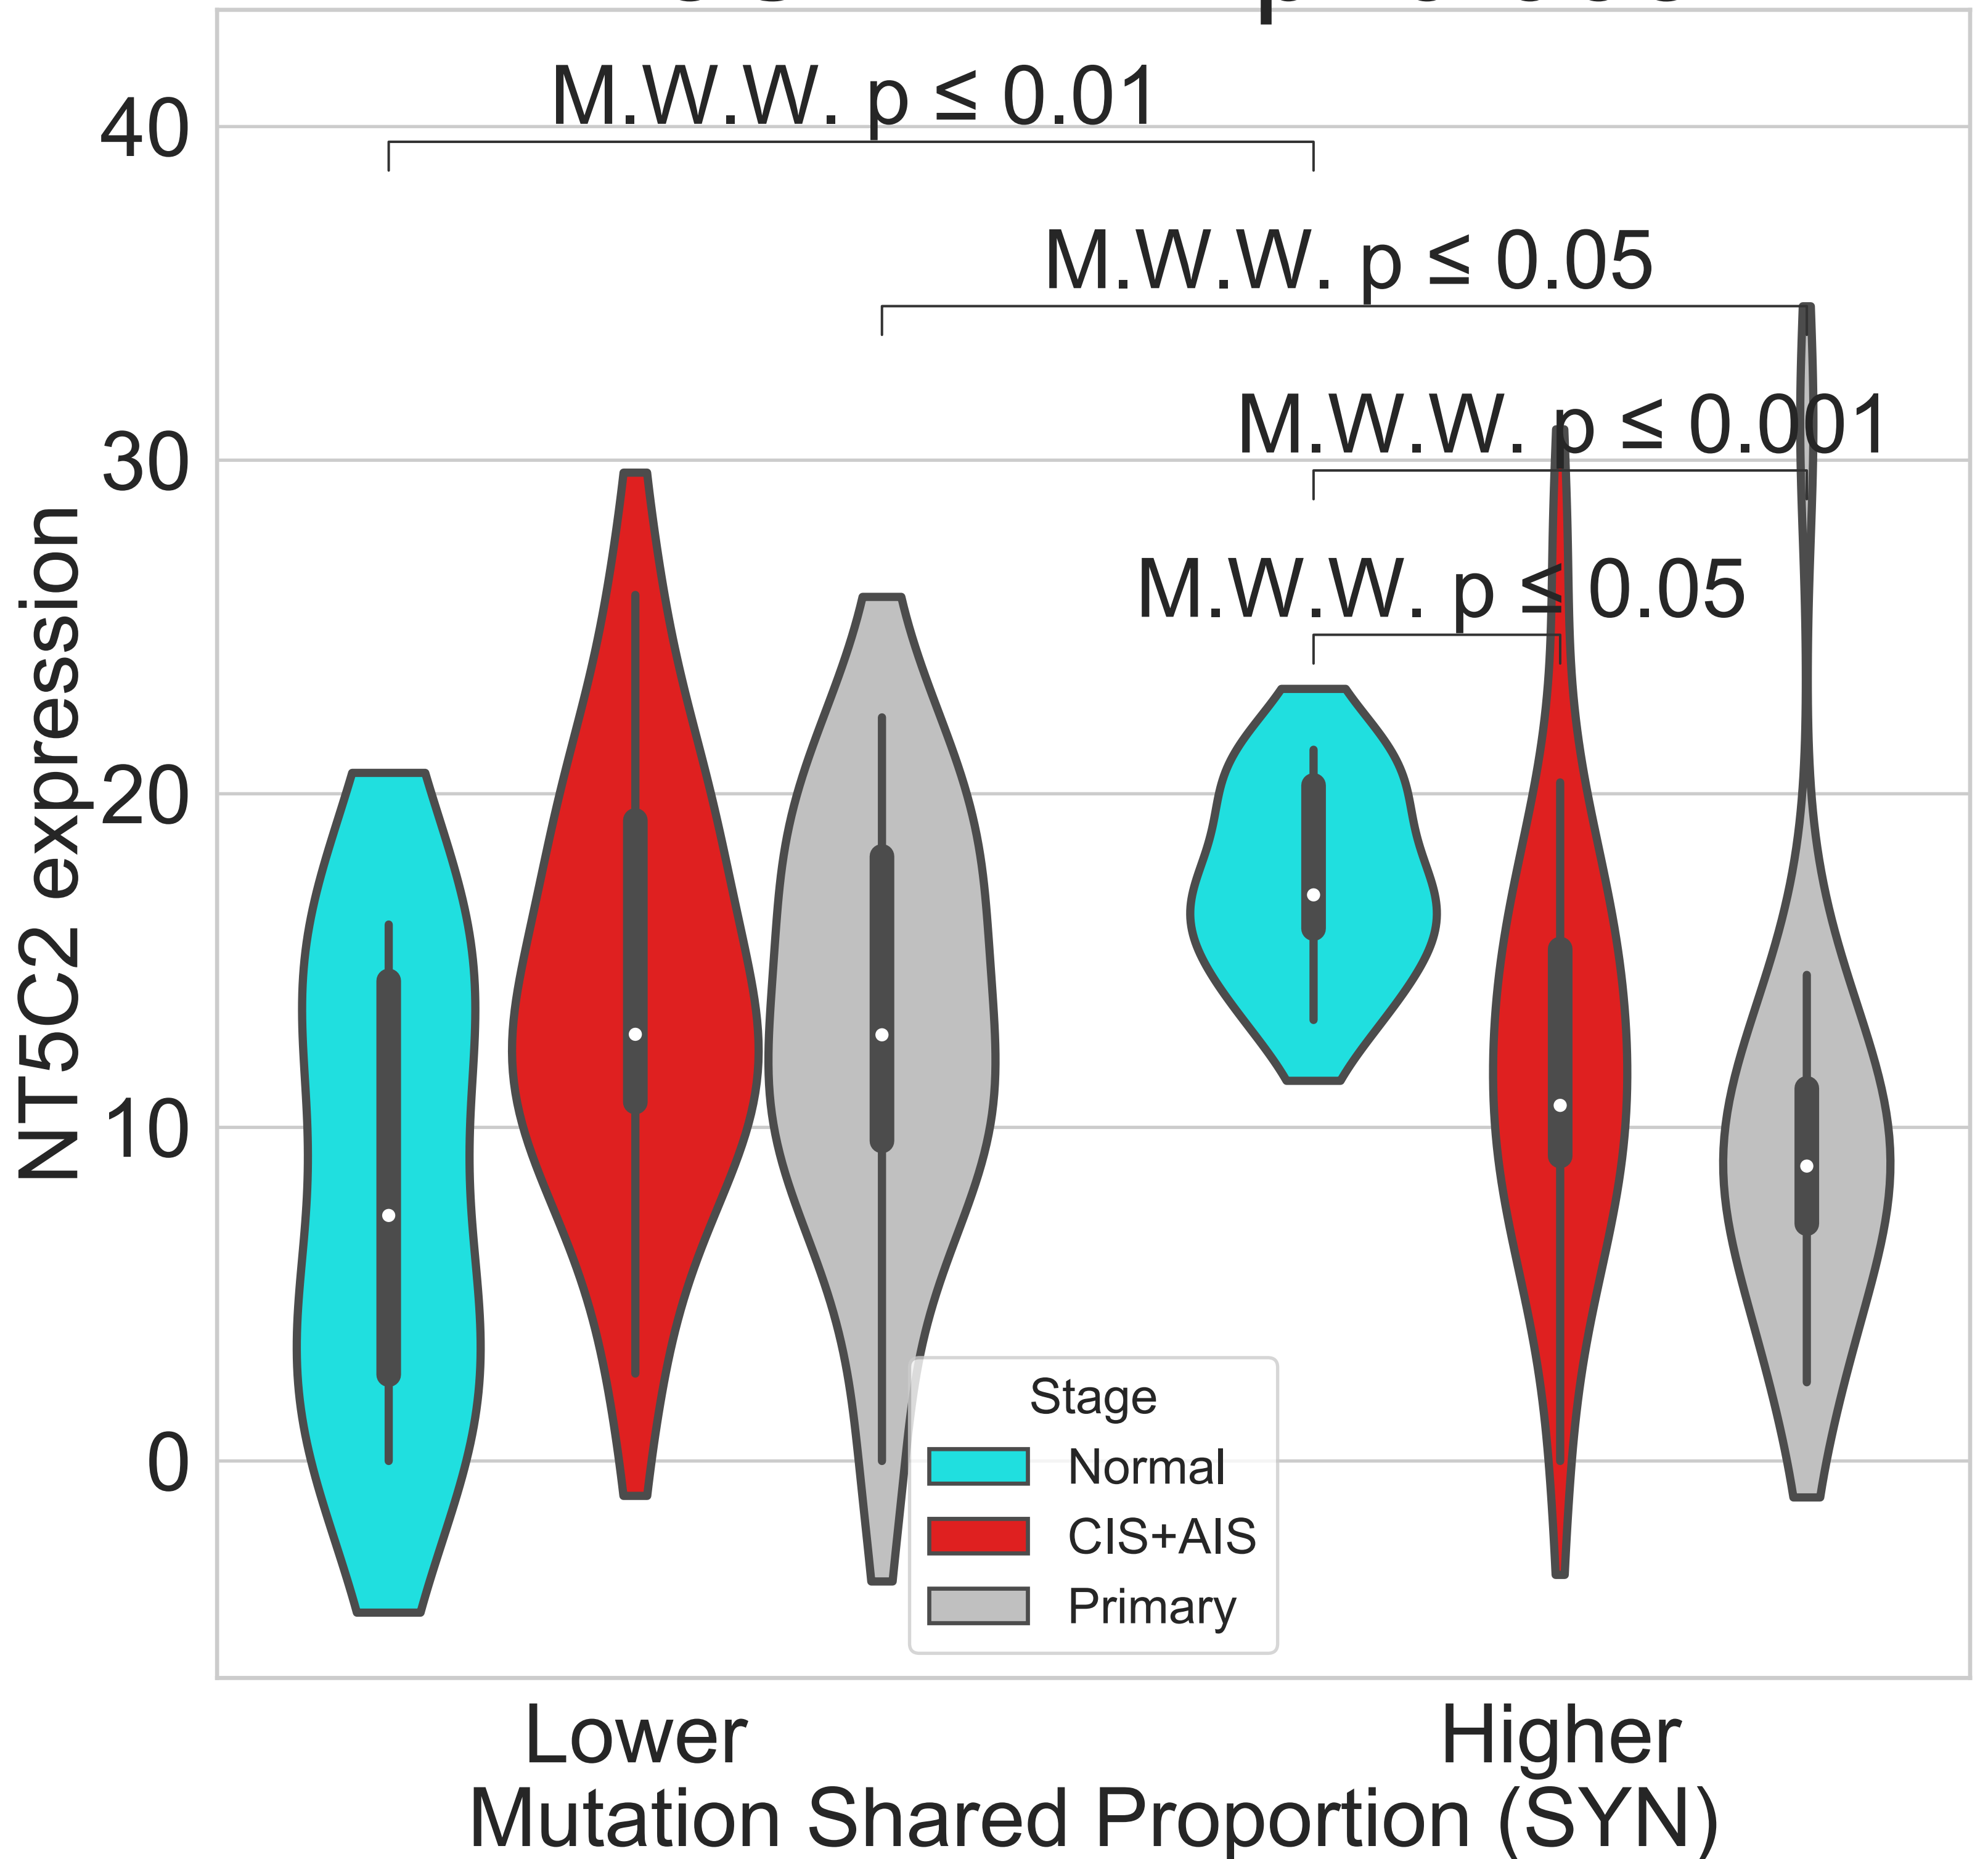 M.W.W. p ≤ 0.01
40
M.W.W. p ≤ 0.05
M.W.W. p ≤ 0.001
30
M.W.W. p ≤ 0.05
20
10
0
NT5C2 expression
Stage
Normal
CIS+AIS
Primary
Lower
Higher
Mutation Shared Proportion (SYN)